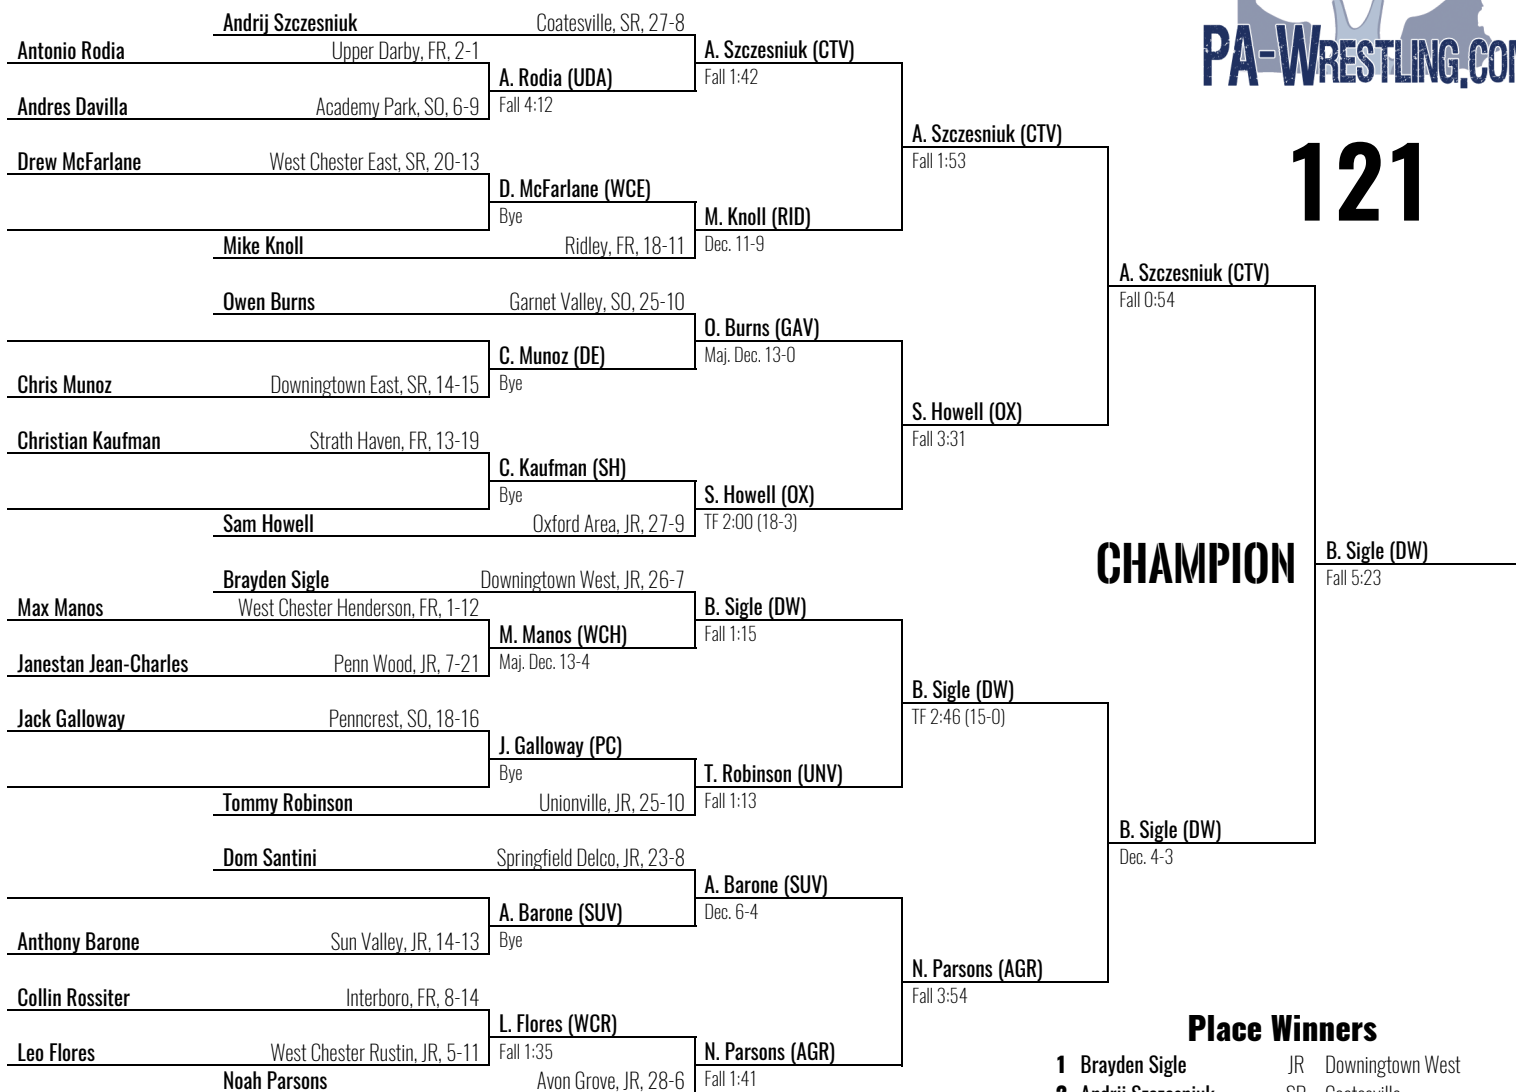 Andrij Szczesniuk Coatesville, SR, 27-8
Antonio Rodia Upper Darby, FR, 2-1
A. Szczesniuk (CTV)
A. Rodia (UDA)
Fall 1:42
Andres Davilla Academy Park, SO, 6-9
Fall 4:12
A. Szczesniuk (CTV)
Fall 1:53
Drew McFarlane West Chester East, SR, 20-13
D. McFarlane (WCE)
Bye
M. Knoll (RID)
Mike Knoll Ridley, FR, 18-11
Dec. 11-9
PA-WRESTLING.CO
121
A. Szczesniuk (CTV)
Fall 0:54
Owen Burns Garnet Valley, SO, 25-10
O. Burns (GAV)
C. Munoz (DE)
Maj. Dec. 13-0
Chris Munoz Downingtown East, SR, 14-15
Bye
S. Howell (OX)
Fall 3:31
Christian Kaufman Strath Haven, FR, 13-19
C. Kaufman (SH)
Bye
S. Howell (OX)
Sam Howell Oxford Area, JR, 27-9
TF 2:00 (18-3)
CHAMPION
B. Sigle (DW)
Fall 5:23
Brayden Sigle Downingtown West, JR, 26-7
Max Manos West Chester Henderson, FR, 1-12
B. Sigle (DW)
M. Manos (WCH)
Fall 1:15
Janestan Jean-Charles Penn Wood, JR, 7-21
Maj. Dec. 13-4
B. Sigle (DW)
TF 2:46 (15-0)
Jack Galloway Penncrest, SO, 18-16
J. Galloway (PC)
Bye
T. Robinson (UNV)
Tommy Robinson Unionville, JR, 25-10
Fall 1:13
B. Sigle (DW)
Dec. 4-3
Dom Santini Springfield Delco, JR, 23-8
A. Barone (SUV)
A. Barone (SUV)
Dec. 6-4
Anthony Barone Sun Valley, JR, 14-13
Bye
N. Parsons (AGR)
Fall 3:54
Collin Rossiter Interboro, FR, 8-14
L. Flores (WCR)
Leo Flores West Chester Rustin, JR, 5-11
Fall 1:35
N. Parsons (AGR)
Noah Parsons Avon Grove, JR, 28-6
Fall 1:41
Place Winners
1 Brayden Sigle JR Downingtown West
2 Andrij Szczesniuk SR Coatesville